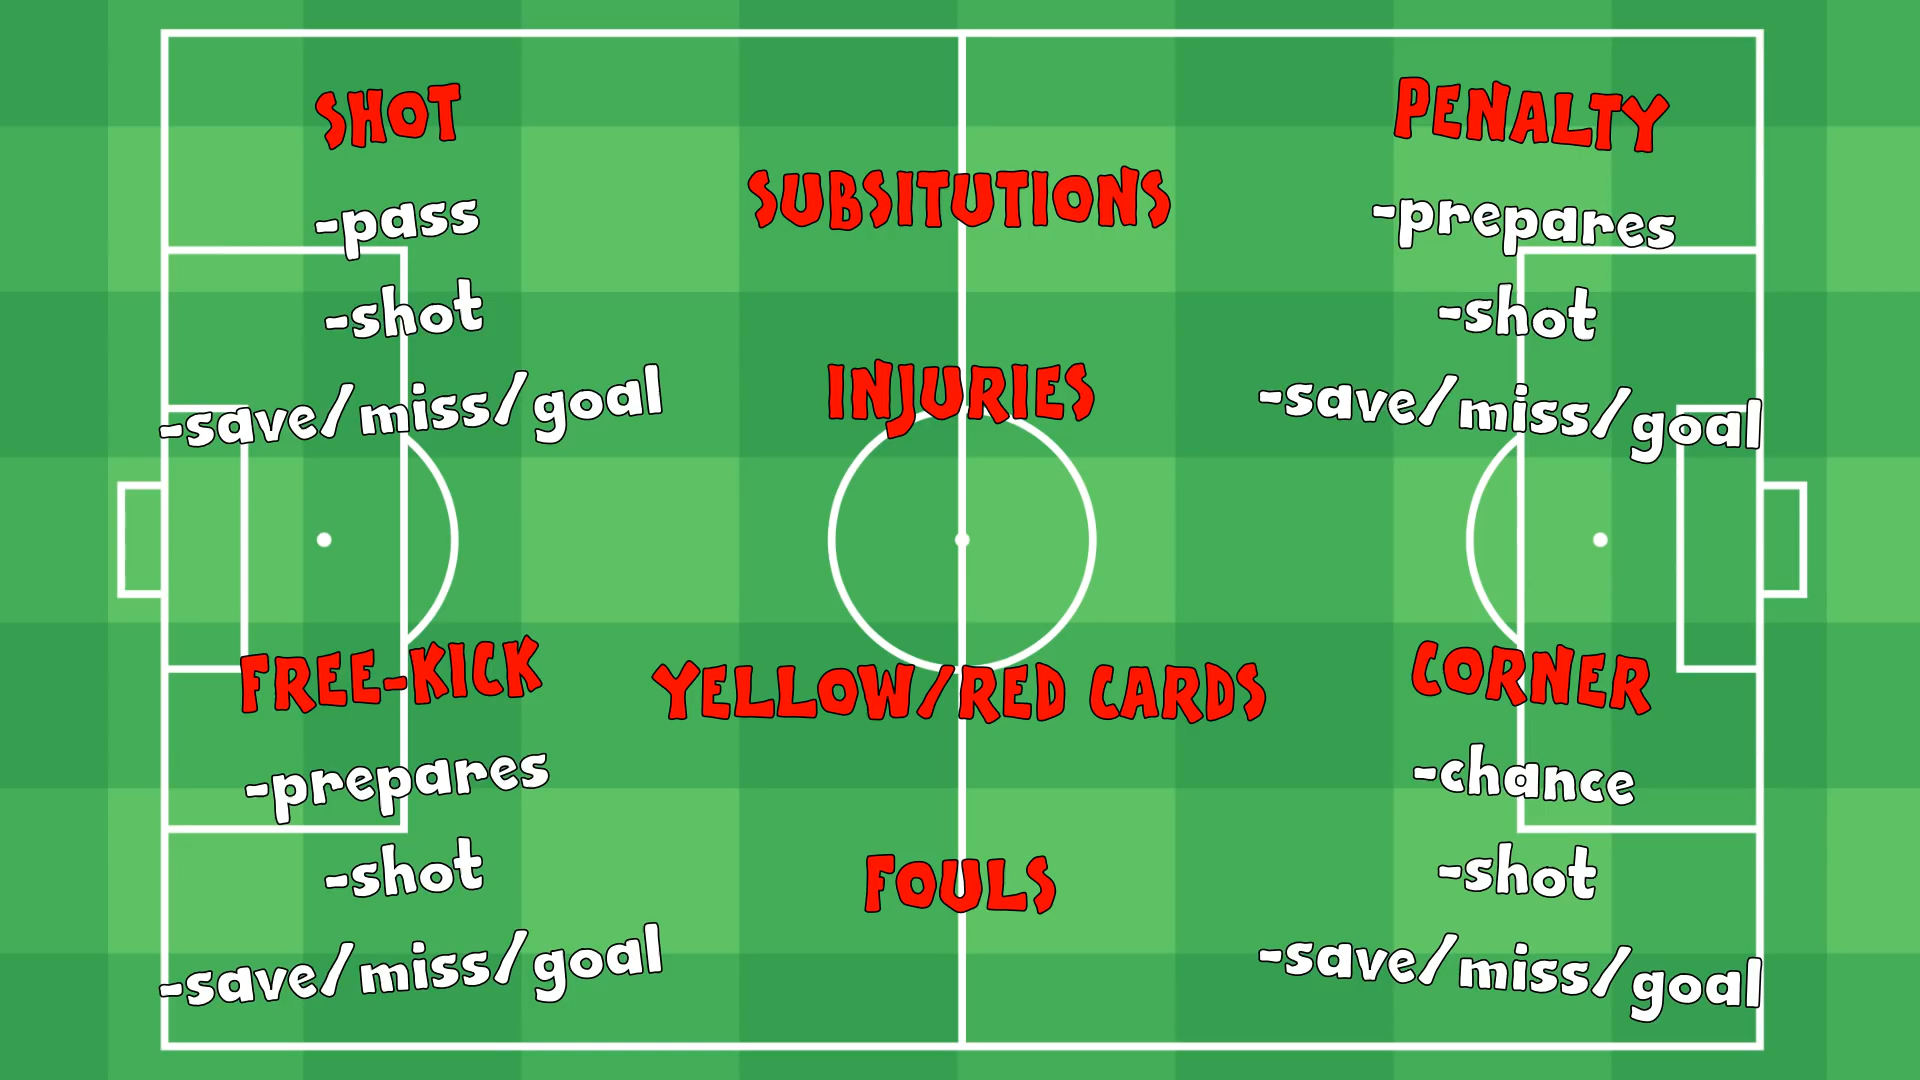 SHOT
-pass
-shot
-save/miss/goal
FREE-KICK
-prepares
-shot
-save/miss/goal
SUBSITUTIONS
INJURIES
YELLOW/RED CARDS
FOULS
PENALTY
-prepares
-shot
-save/miss/goal
CORNER
-chance
-shot
-save/miss/goal